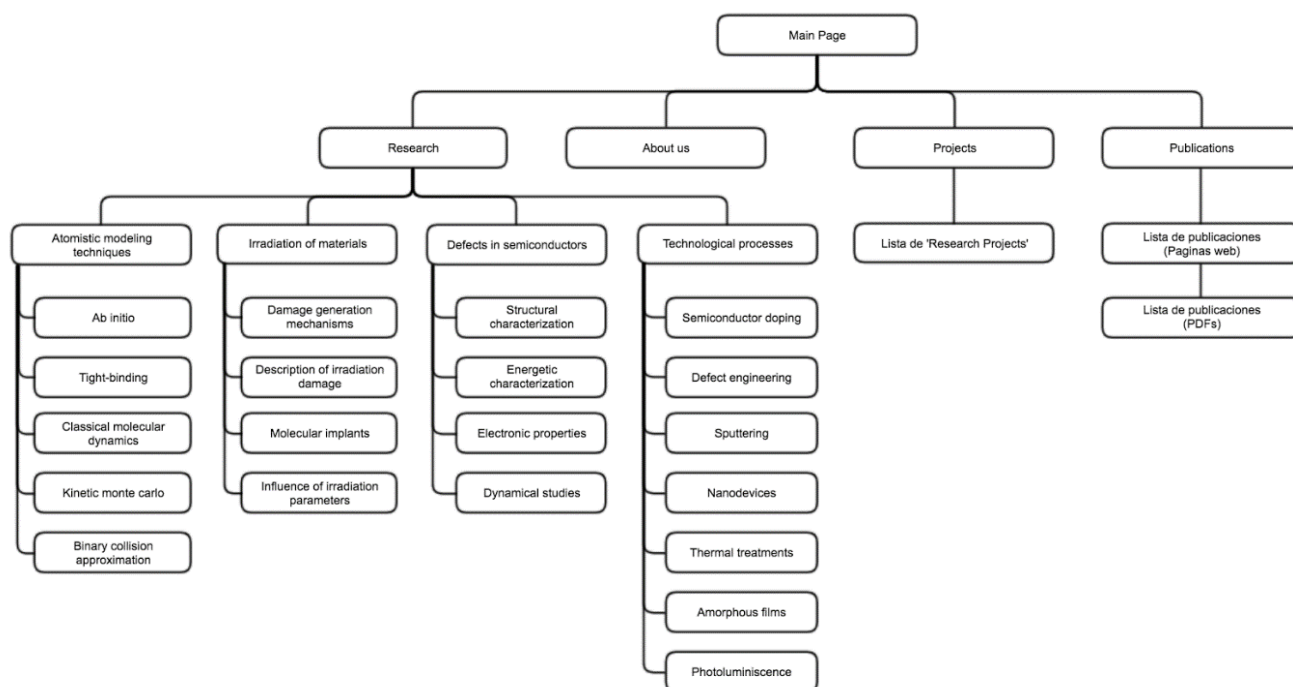 Main Page
Research
About us
Projects
Publications
Atomistic modeling
techniques
Irradiation of materials
Defects in semiconductors
Technological processes
Lista de 'Research Projects'
Lista de publicaciones
(Paginas web)
Ab initio
Damage generation
mechanisms
Structural
characterization
Semiconductor doping
Lista de publicaciones
(PDFs)
Tight-binding
Description of irradiation
damage
Energetic
characterization
Defect engineering
Classical molecular
dynamics
Molecular implants
Electronic properties
Sputtering
Kinetic monte carlo
Influence of irradiation
parameters
Dynamical studies
Nanodevices
Binary collision
approximation
Thermal treatments
Amorphous films
Photoluminiscence